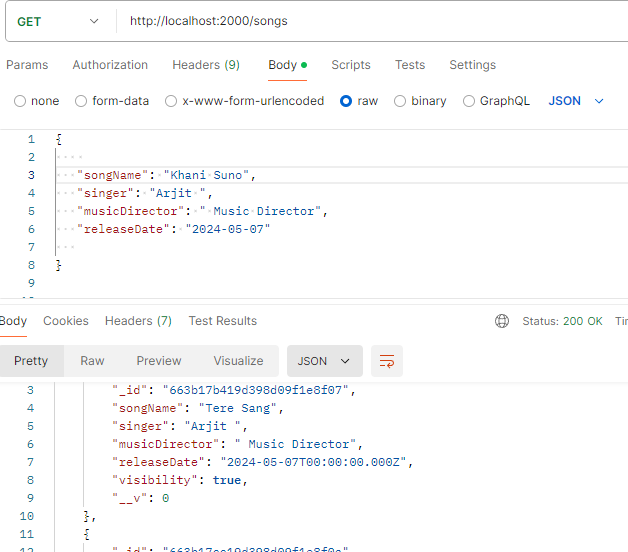 GET http://localhost:2000/songs
Params Authorization Headers (9) Body Scripts Tests Settings
none form-data x-www-form-urlencoded raw binary GraphQL JSON
1 {
2
3 "songName": "Khani Suno",
4 "singer": "Arjit ",
5 "musicDirector": " Music Director",
6 "releaseDate": "2024-05-07"
7
8 }
9
Body Cookies Headers (7) Test Results Status: 200 OK
Pretty Raw Preview Visualize JSON
3 "_id": "663b17b419d398d09f1e8f07",
4 "songName": "Tere Sang",
5 "singer": "Arjit ",
6 "musicDirector": " Music Director",
7 "releaseDate": "2024-05-07T00:00:00.000Z",
8 "visibility": true,
9 "__v": 0
10 },
11 {